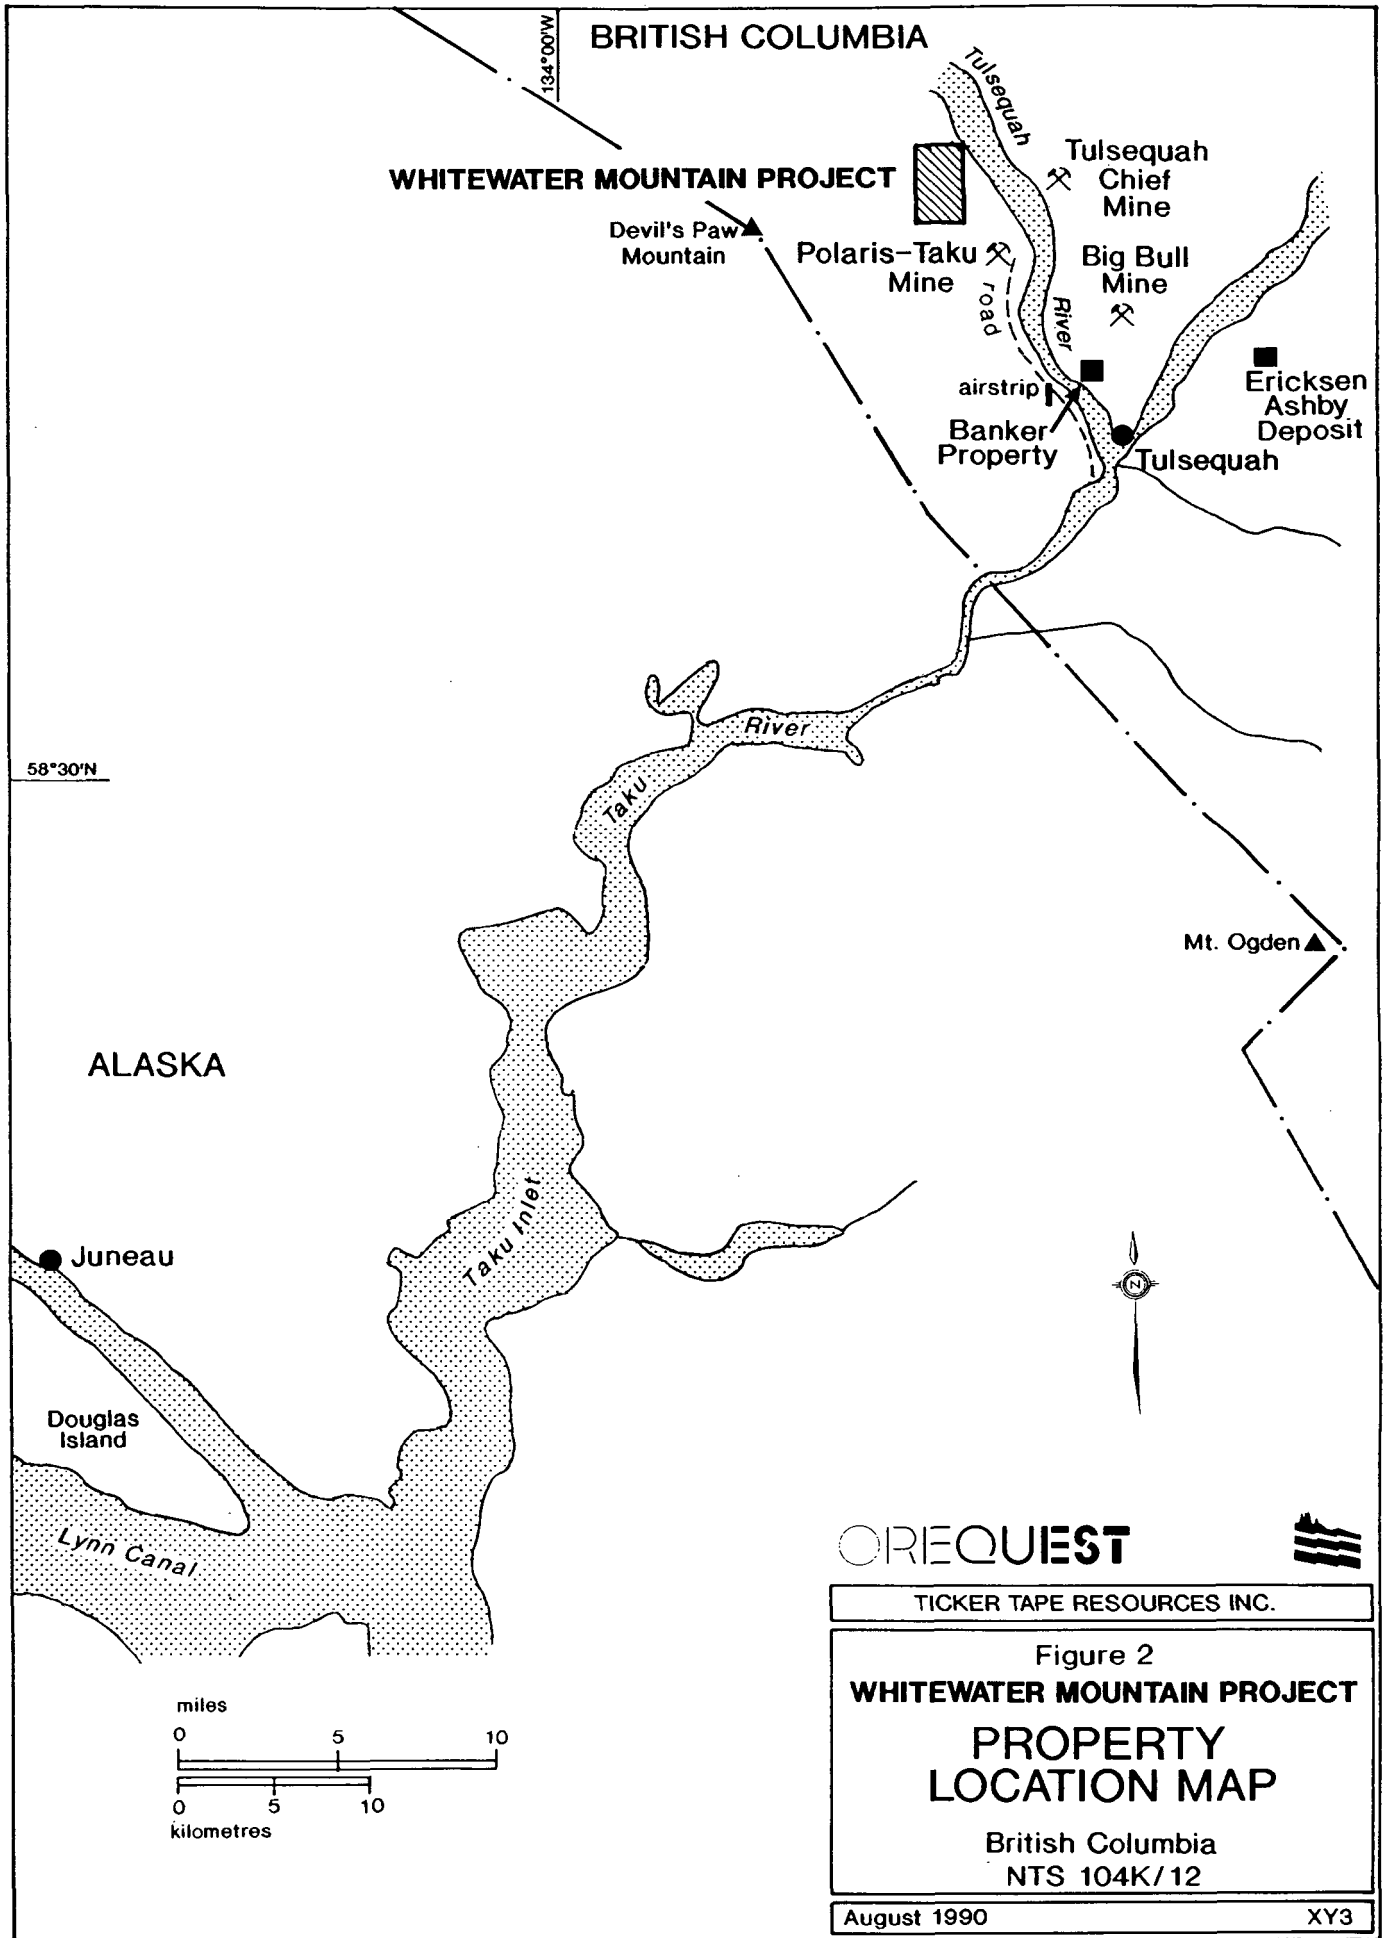 BRITISH COLUMBIA
134°00'W
Tulsequah
WHITEWATER MOUNTAIN PROJECT
Tulsequah
Chief
Mine
Devil's Paw
Mountain
Polaris-Taku
Mine
Big Bull
Mine
road
River
airstrip
Banker
Property
Ericksen
Ashby
Deposit
Tulsequah
River
Taku
58°30'N
Mt. Ogden
ALASKA
Taku Inlet
Juneau
N
Douglas
Island
Lynn Canal
OREQUEST
TICKER TAPE RESOURCES INC.
Figure 2
WHITEWATER MOUNTAIN PROJECT
PROPERTY
LOCATION MAP
British Columbia
NTS 104K/12
August 1990 XY3
miles
0 5 10
0 5 10
kilometres